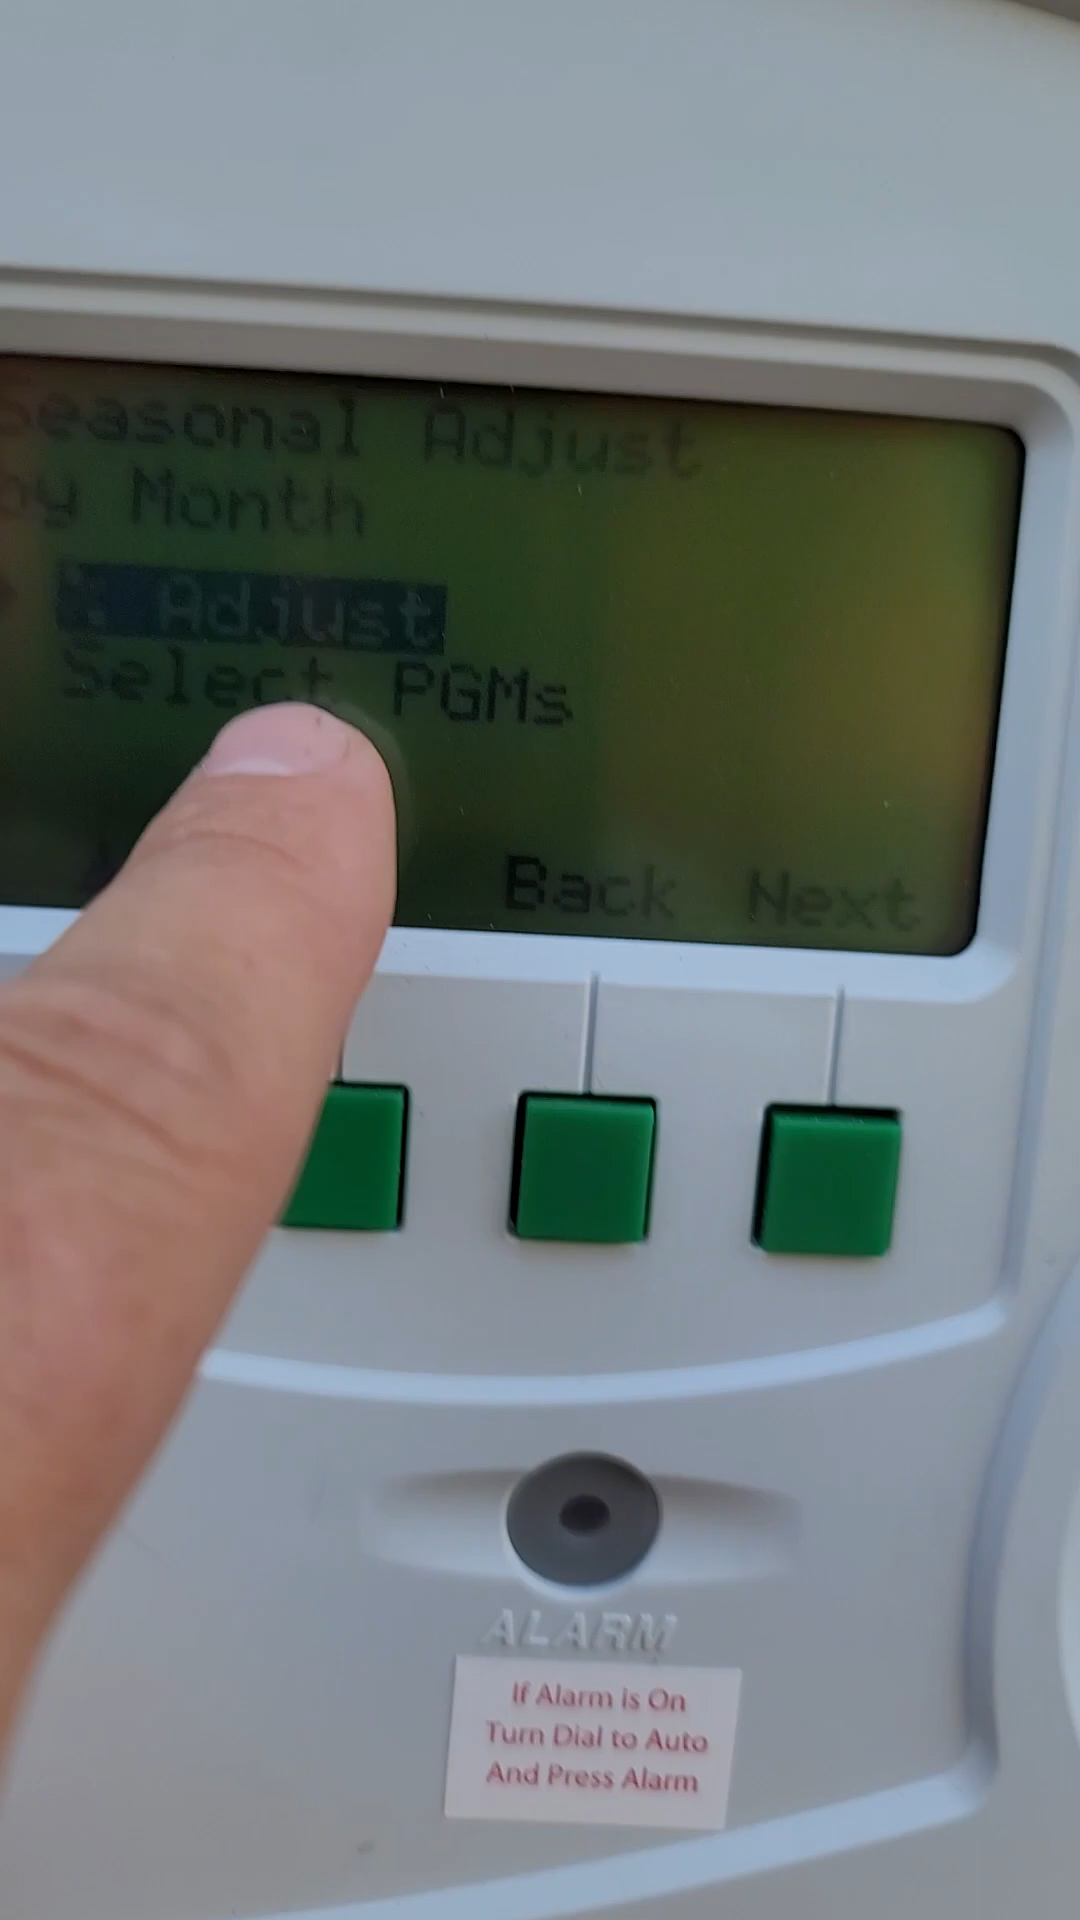 Seasonal Adjust
by Month
% Adjust
Select PGMs
Back Next
ALARM
If Alarm is On
Turn Dial to Auto
And Press Alarm